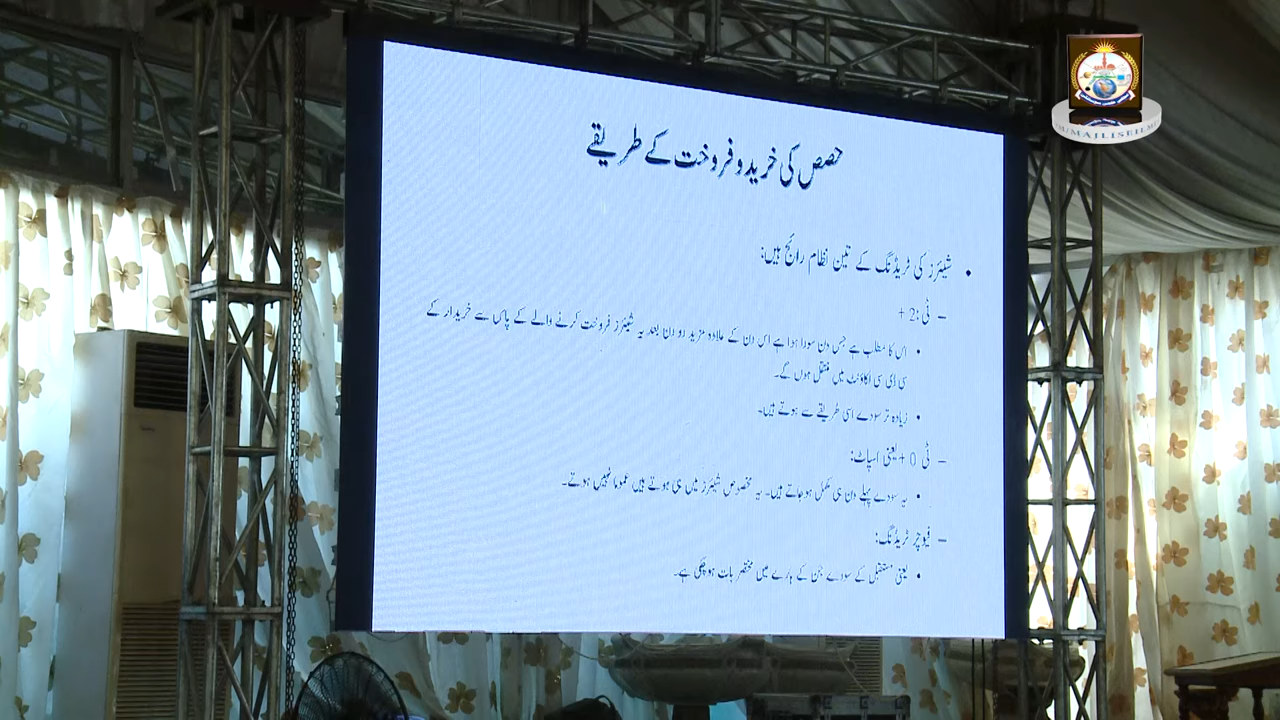 حصص کی خرید و فروخت کے طریقے
• شیئرز کی ٹریڈنگ کے تین نظام رائج ہیں:
– ٹی:2 +
• اس کا مطلب ہے جس دن سودا ہوا ہے اس دن کے علاوہ مزید دو دن بعد یہ شیئرز فروخت کرنے والے کے پاس سے خریدار کے
سی ڈی سی اکاؤنٹ میں منتقل ہوں گے۔
• زیادہ تر سودے اسی طریقے سے ہوتے ہیں۔
– ٹی 0 + یعنی اسپاٹ:
• یہ سودے پہلے دن ہی مکمل ہو جاتے ہیں۔ یہ مخصوص شیئرز میں ہی ہوتے ہیں عموما نہیں ہوتے۔
– فیوچر ٹریڈنگ:
• یعنی مستقبل کے سودے جن کے بارے میں مختصر بات ہو چکی ہے۔